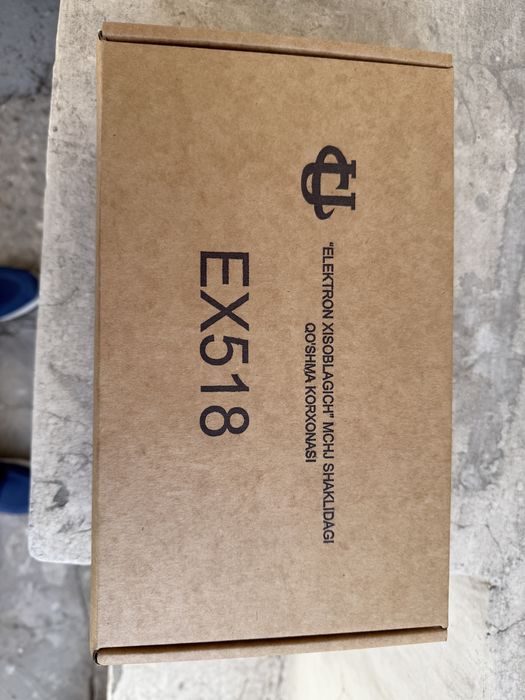 "ELEKTRON XISOBLAGICH" MCHJ SHAKLIDAGI
QO'SHMA KORXONASI
EX518